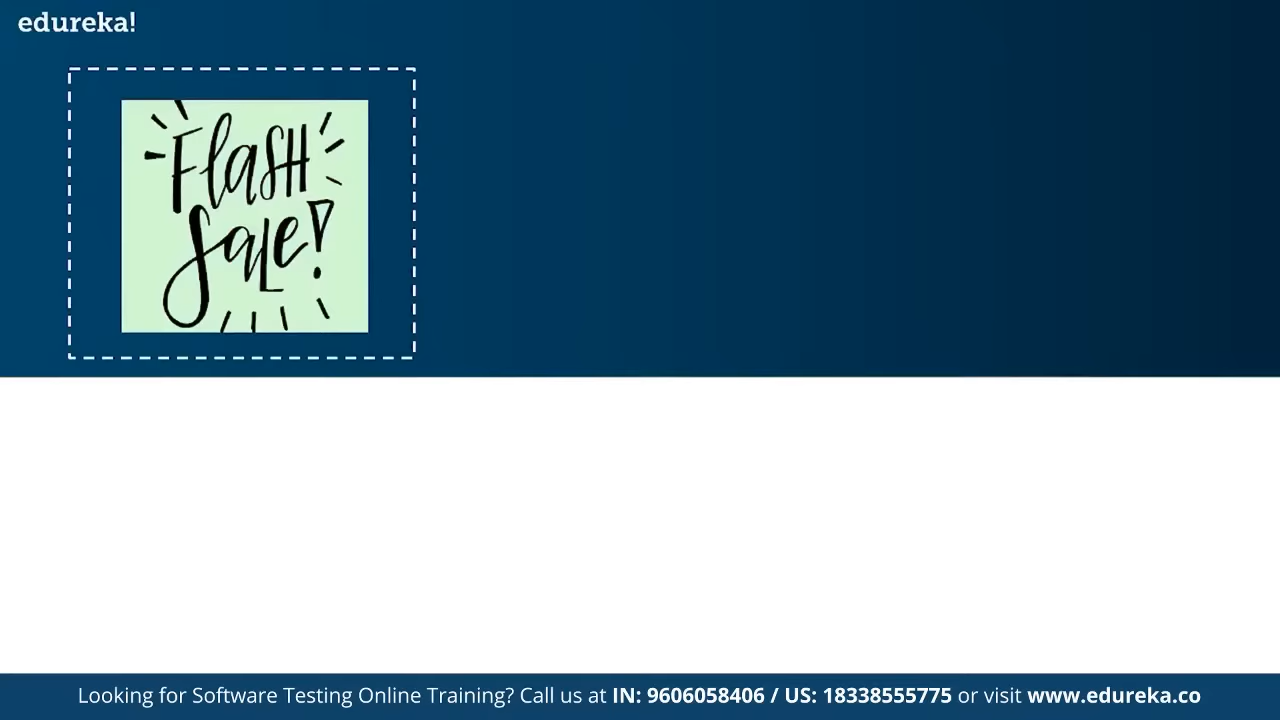 edureka!
Flash
Sale!
Looking for Software Testing Online Training? Call us at IN: 9606058406 / US: 18338555775 or visit www.edureka.co